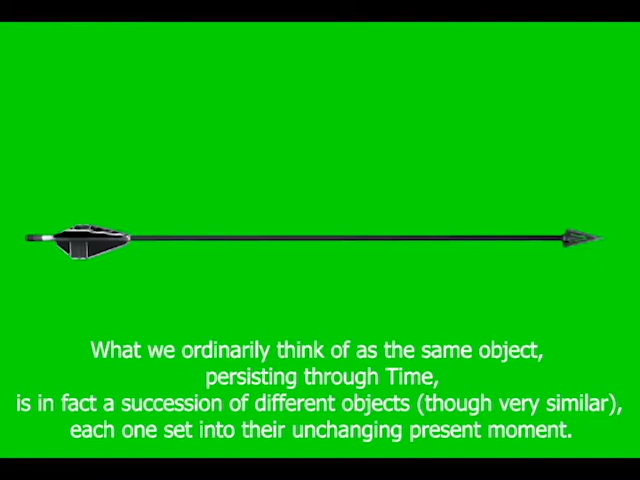 What we ordinarily think of as the same object,
persisting through Time,
is in fact a succession of different objects (though very similar),
each one set into their unchanging present moment.